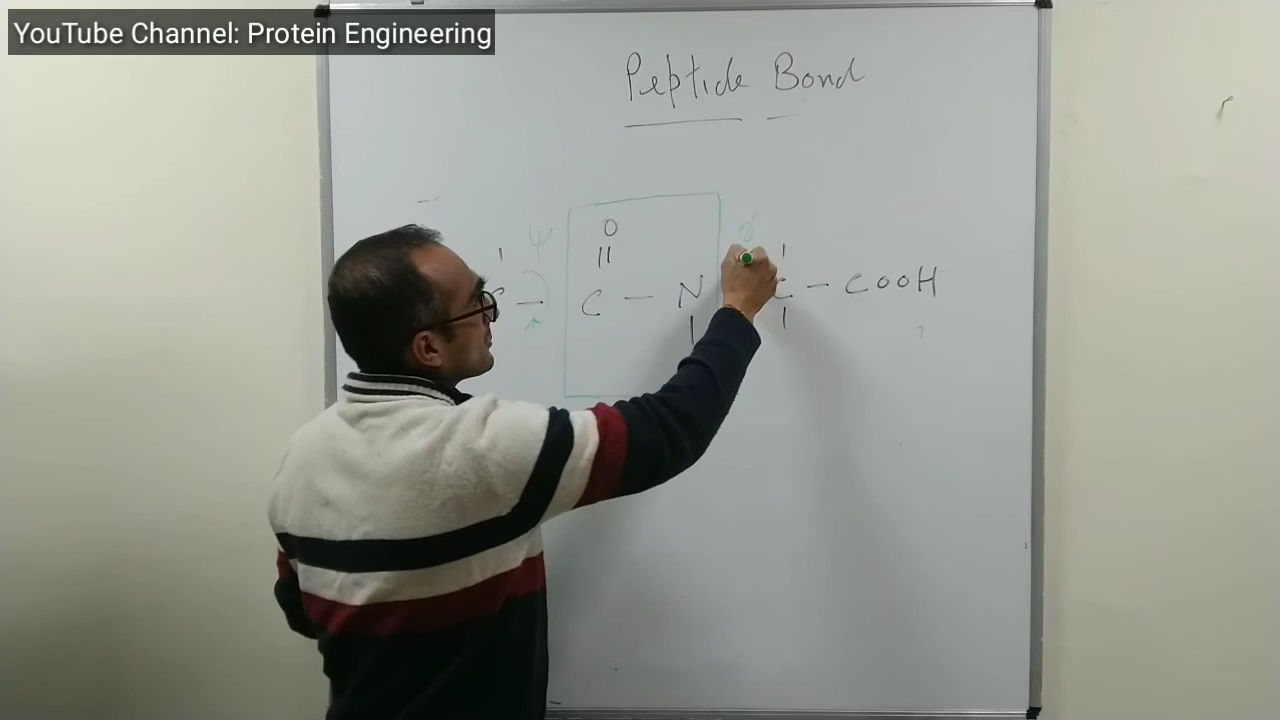 YouTube Channel: Protein Engineering
Peptide Bond
O
ψ || φ
C — C — N C — COOH